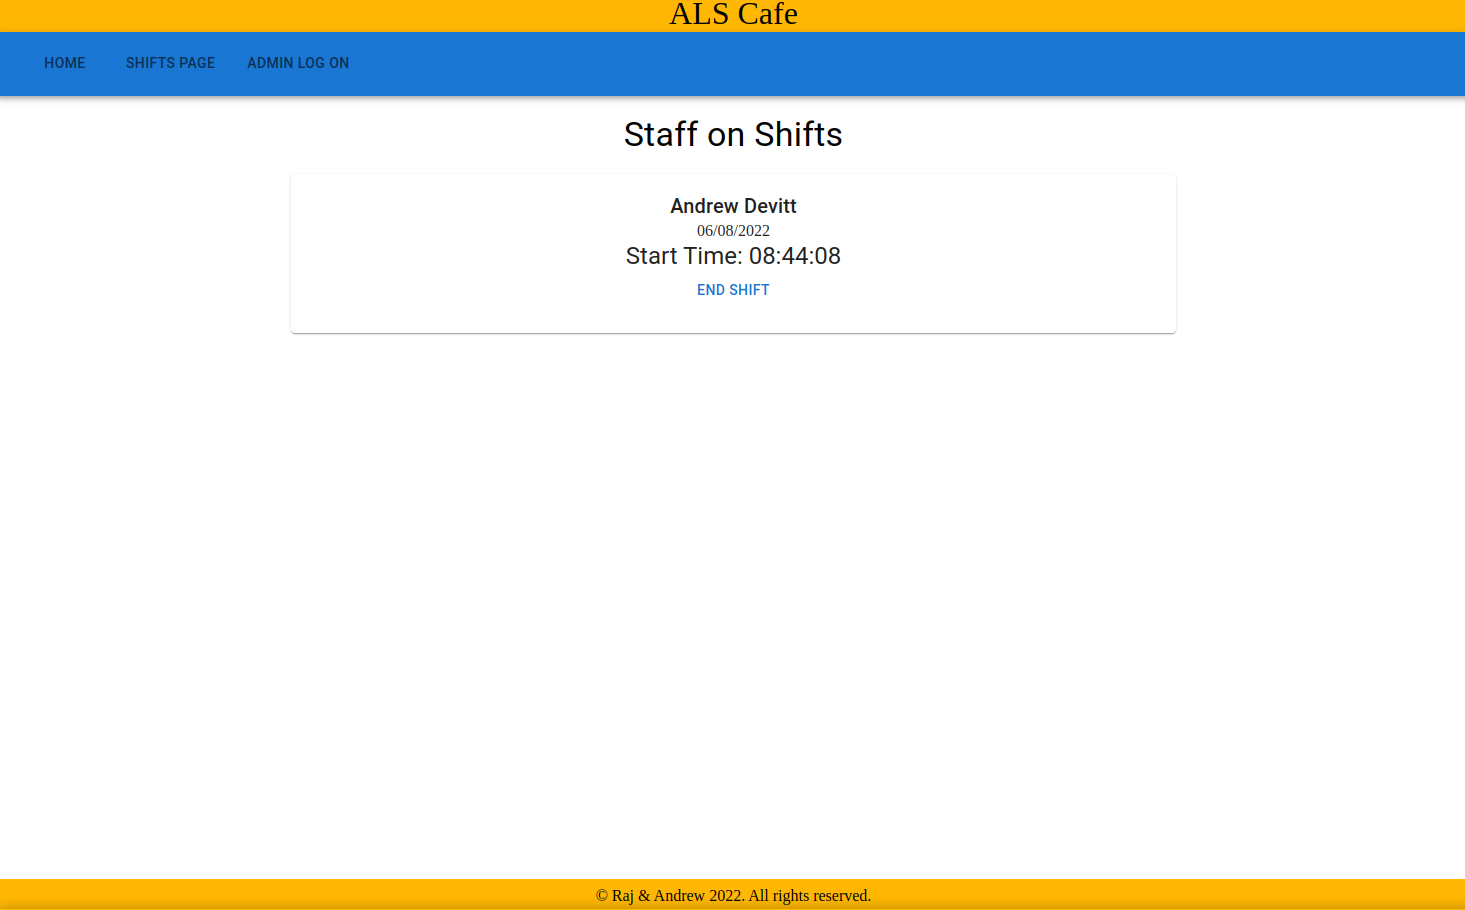 ALS Cafe
HOME SHIFTS PAGE ADMIN LOG ON
Staff on Shifts
Andrew Devitt
06/08/2022
Start Time: 08:44:08
END SHIFT
© Raj & Andrew 2022. All rights reserved.